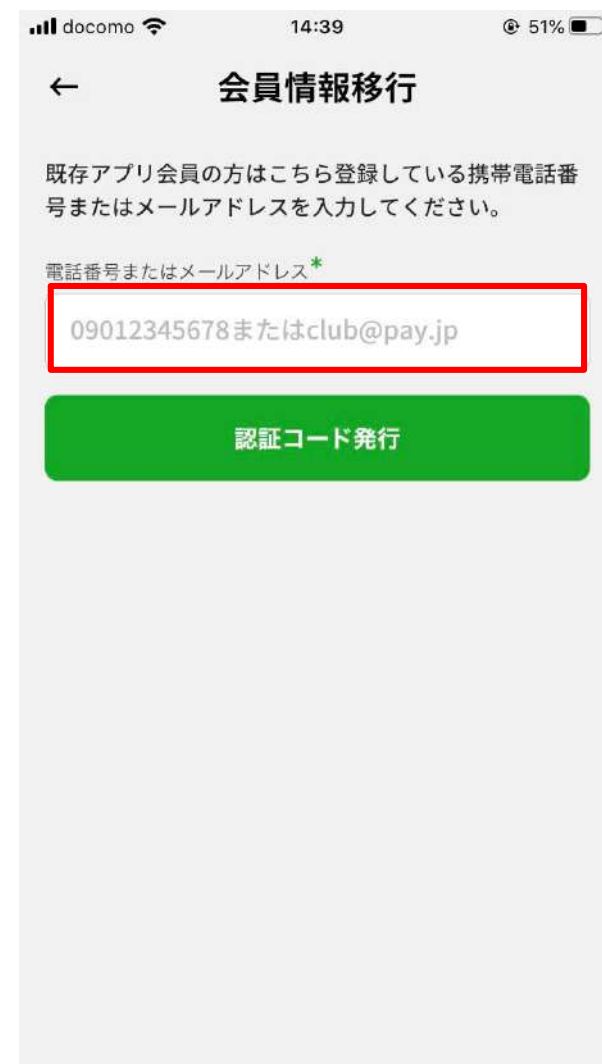 docomo 14:39 51%
← 会員情報移行
既存アプリ会員の方はこちら登録している携帯電話番
号またはメールアドレスを入力してください。
電話番号またはメールアドレス*
09012345678またはclub@pay.jp
認証コード発行